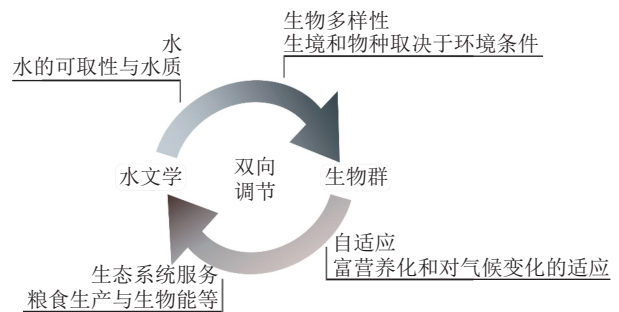 生物多样性
生境和物种取决于环境条件
水
水的可取性与水质
水文学
双向
调节
生物群
自适应
富营养化和对气候变化的适应
生态系统服务
粮食生产与生物能等